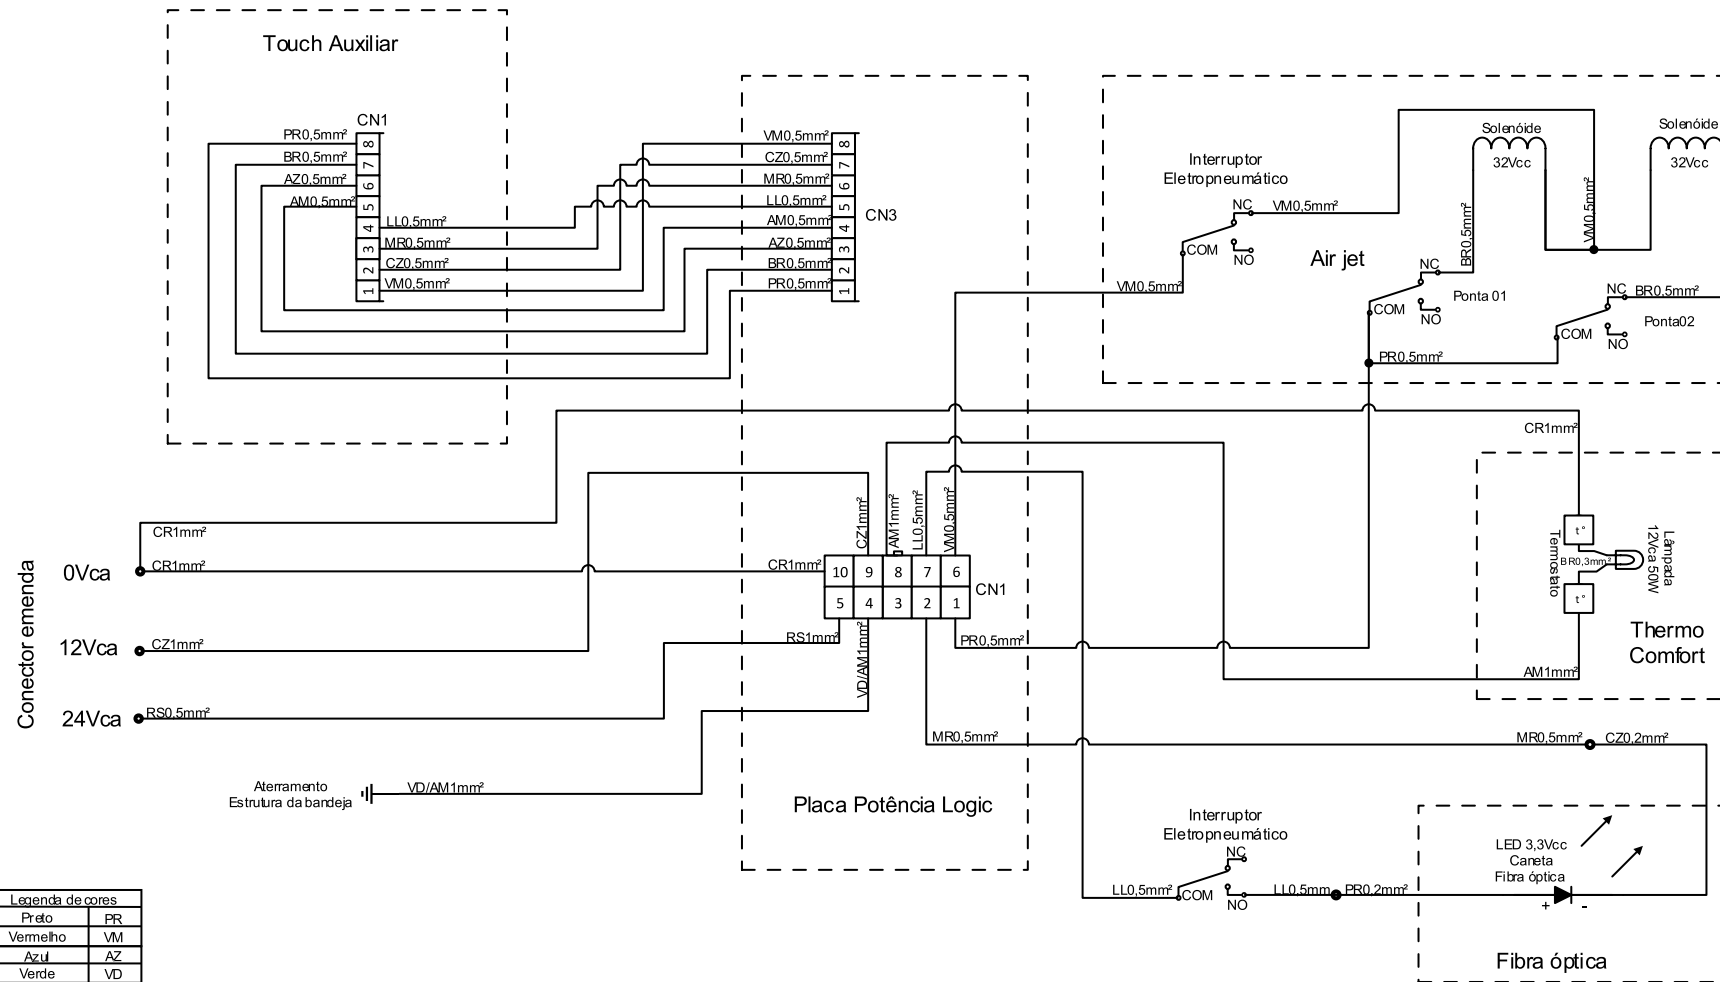 Touch Auxiliar
CN1
PR0,5mm²
BR0,5mm²
AZ0,5mm²
AM0,5mm²
8
7
6
5
4
3
2
1
LL0,5mm²
MR0,5mm²
CZ0,5mm²
VM0,5mm²
VM0,5mm²
CZ0,5mm²
MR0,5mm²
LL0,5mm²
AM0,5mm²
AZ0,5mm²
BR0,5mm²
PR0,5mm²
8
7
6
5
4
3
2
1
CN3
Interruptor
Eletropneumático
NC
VM0,5mm²
COM
NO
VM0,5mm²
Air jet
Solenóide
32Vcc
Solenóide
32Vcc
BR0,5mm²
VM0,5mm²
NC
Ponta 01
COM
NO
NC
BR0,5mm²
Ponta02
COM
NO
PR0,5mm²
CR1mm²
Conector emenda
0Vca
CR1mm²
CR1mm²
CR1mm²
12Vca
CZ1mm²
24Vca
RS0,5mm²
CZ1mm²
AM1mm²
LL0,5mm²
VM0,5mm²
10
9
8
7
6
5
4
3
2
1
CN1
RS1mm²
VD/AM1mm²
PR0,5mm²
t°
Termostato
BR0,3mm²
Lâmpada
12Vca 50W
t°
Thermo
Comfort
AM1mm²
MR0,5mm²
MR0,5mm²
CZ0,2mm²
Aterramento
Estrutura da bandeja
VD/AM1mm²
Placa Potência Logic
Interruptor
Eletropneumático
NC
LL0,5mm²
COM
NO
LL0,5mm
PR0,2mm²
LED 3,3Vcc
Caneta
Fibra óptica
+
-
Fibra óptica
Legenda de cores
Preto PR
Vermelho VM
Azul AZ
Verde VD